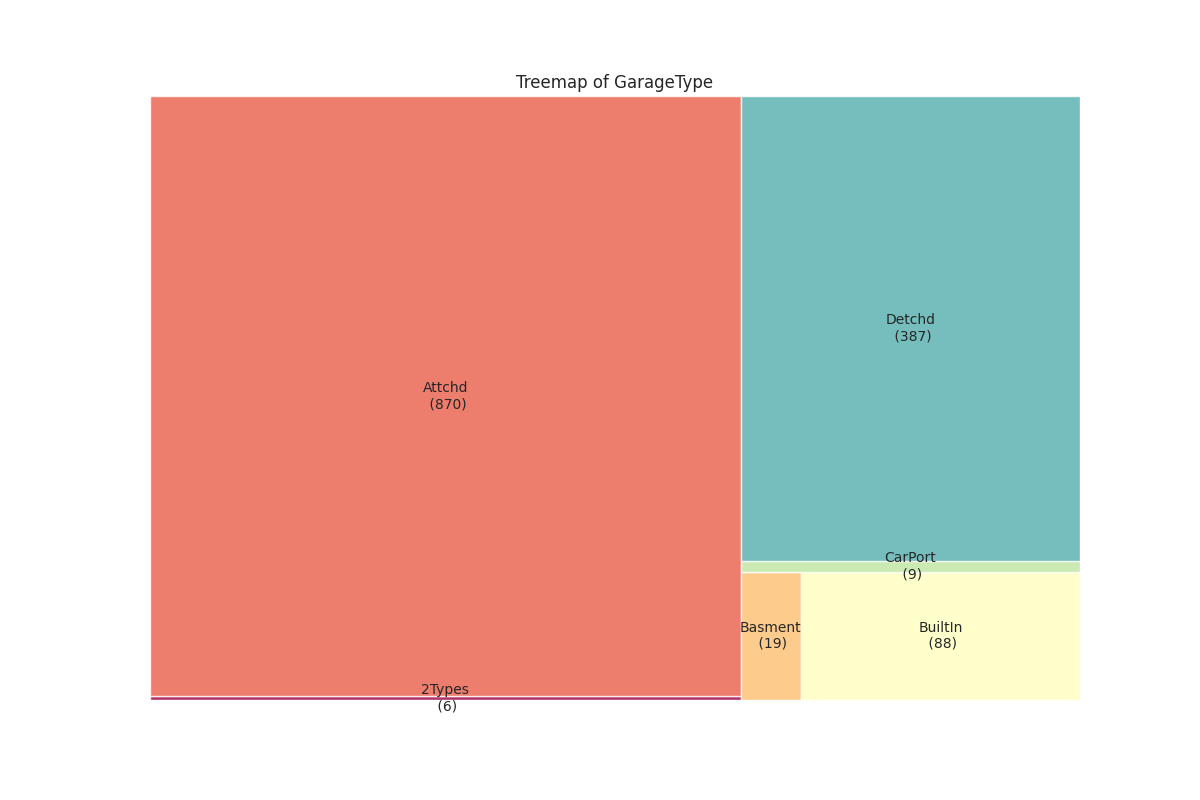 Treemap of GarageType
Attchd
(870)
Detchd
(387)
CarPort
(9)
Basment
(19)
BuiltIn
(88)
2Types
(6)